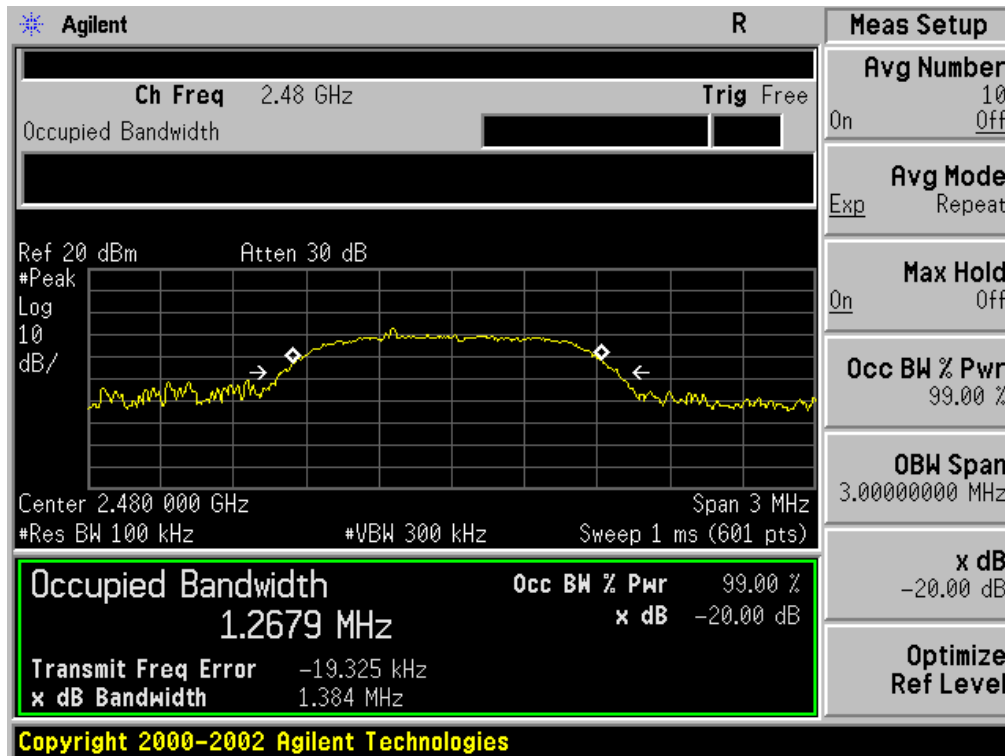 Agilent R
Ch Freq 2.48 GHz Trig Free
Occupied Bandwidth
Ref 20 dBm Atten 30 dB
#Peak
Log
10
dB/
Center 2.480 000 GHz Span 3 MHz
#Res BW 100 kHz #VBW 300 kHz Sweep 1 ms (601 pts)
Occupied Bandwidth
1.2679 MHz
Occ BW % Pwr 99.00 %
x dB -20.00 dB
Transmit Freq Error -19.325 kHz
x dB Bandwidth 1.384 MHz
Copyright 2000-2002 Agilent Technologies
Meas Setup
Avg Number
10
On Off
Avg Mode
Exp Repeat
Max Hold
On Off
Occ BW % Pwr
99.00 %
OBW Span
3.00000000 MHz
x dB
-20.00 dB
Optimize
Ref Level